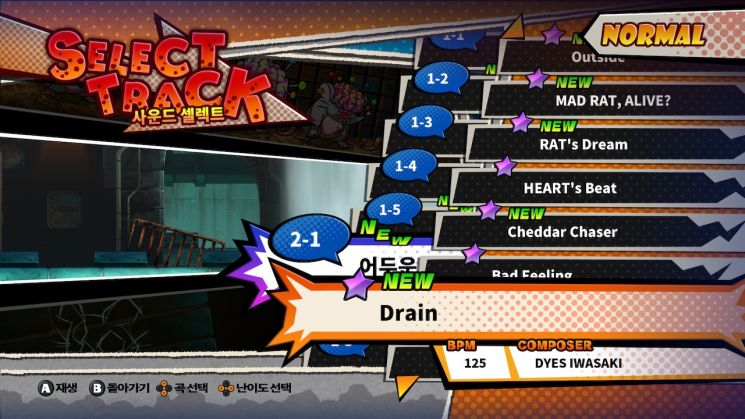 SELECT
TRACK
사운드 셀렉트
NORMAL
1-1
Outside
1-2
NEW
MAD RAT, ALIVE?
1-3
NEW
RAT's Dream
1-4
HEART's Beat
1-5
NEW
Cheddar Chaser
2-1
NEW
어두운
Bad Feeling
NEW
Drain
BPM
COMPOSER
125
DYES IWASAKI
A 재생
B 돌아가기
곡선택
난이도선택